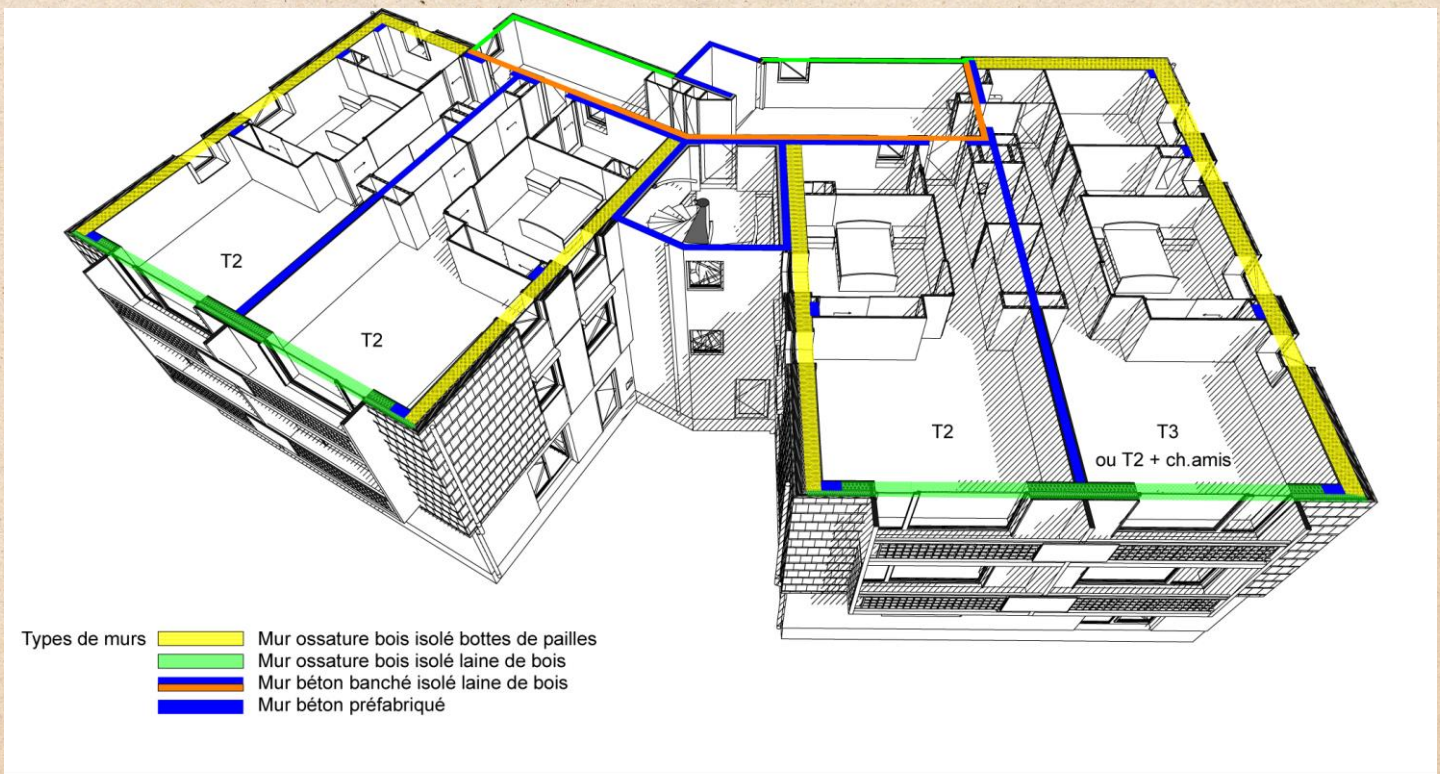 T2
T2
T2
T3
ou T2 + ch.amis
Types de murs
Mur ossature bois isolé bottes de pailles
Mur ossature bois isolé laine de bois
Mur béton banché isolé laine de bois
Mur béton préfabriqué